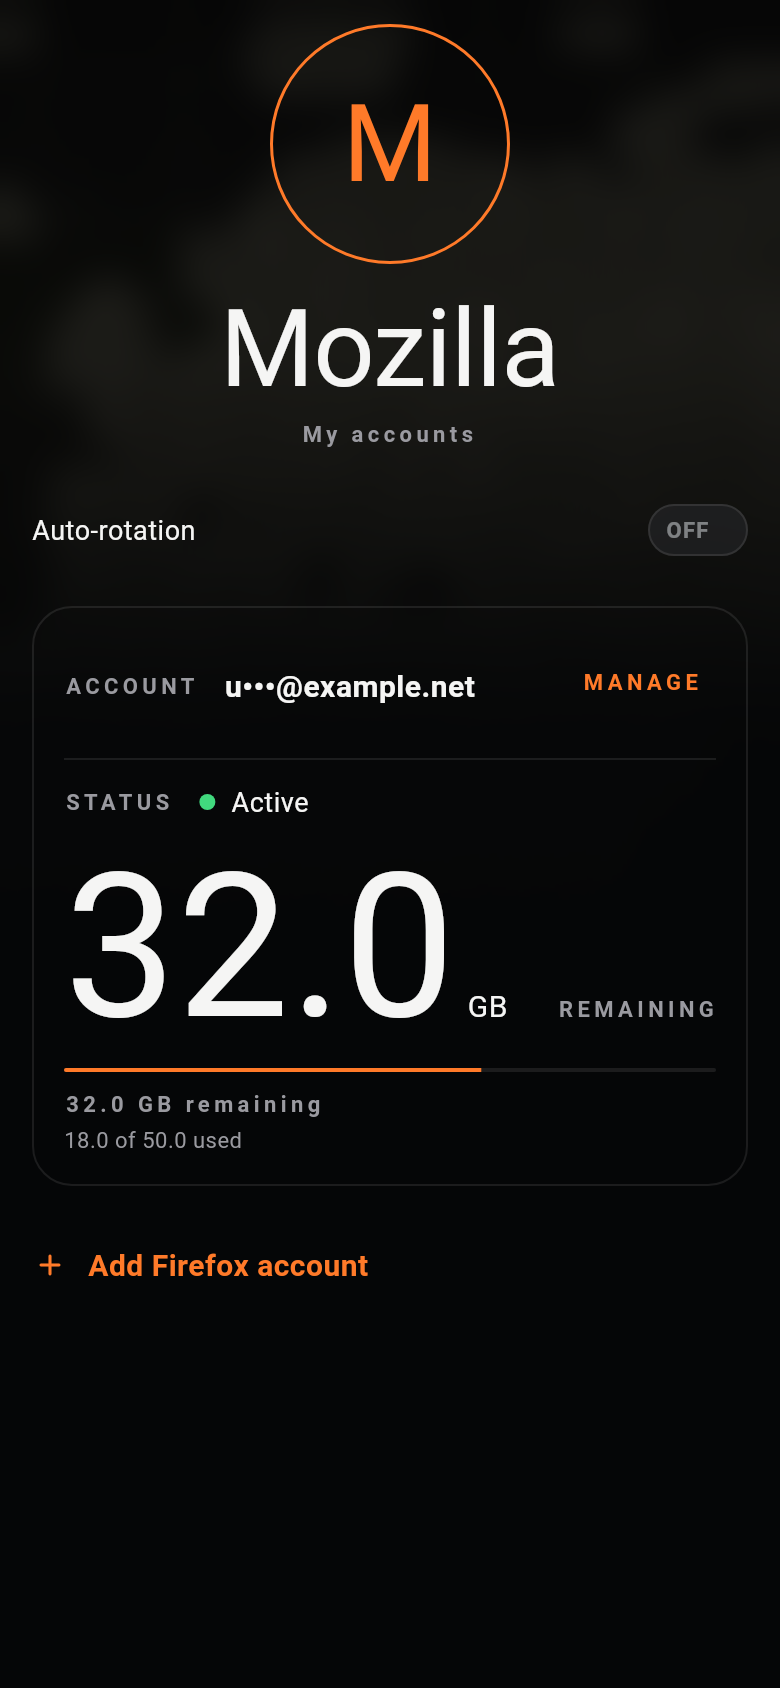 M
Mozilla
My accounts
Auto-rotation OFF
ACCOUNT u•••@example.net MANAGE
STATUS Active
32.0 GB REMAINING
32.0 GB remaining
18.0 of 50.0 used
+ Add Firefox account